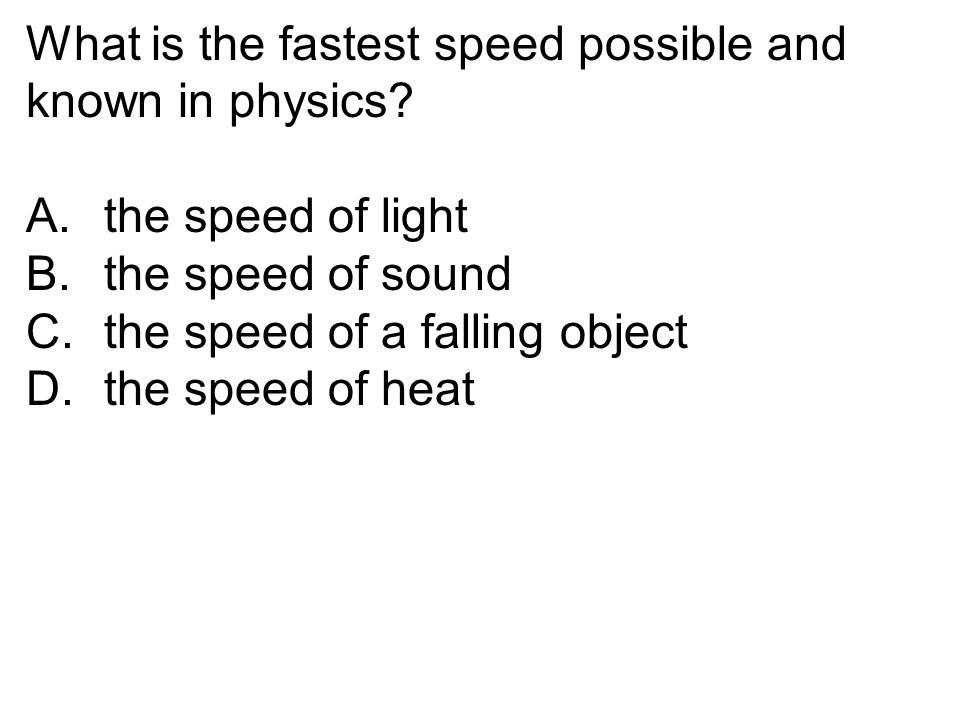 What is the fastest speed possible and
known in physics?
A. the speed of light
B. the speed of sound
C. the speed of a falling object
D. the speed of heat